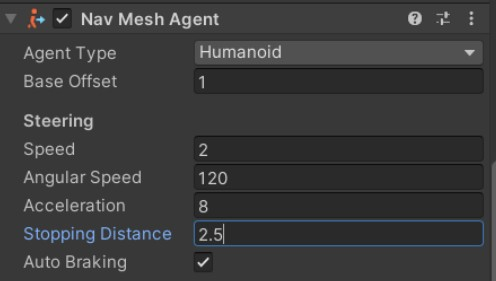 Nav Mesh Agent
Agent Type Humanoid
Base Offset 1
Steering
Speed 2
Angular Speed 120
Acceleration 8
Stopping Distance 2.5
Auto Braking